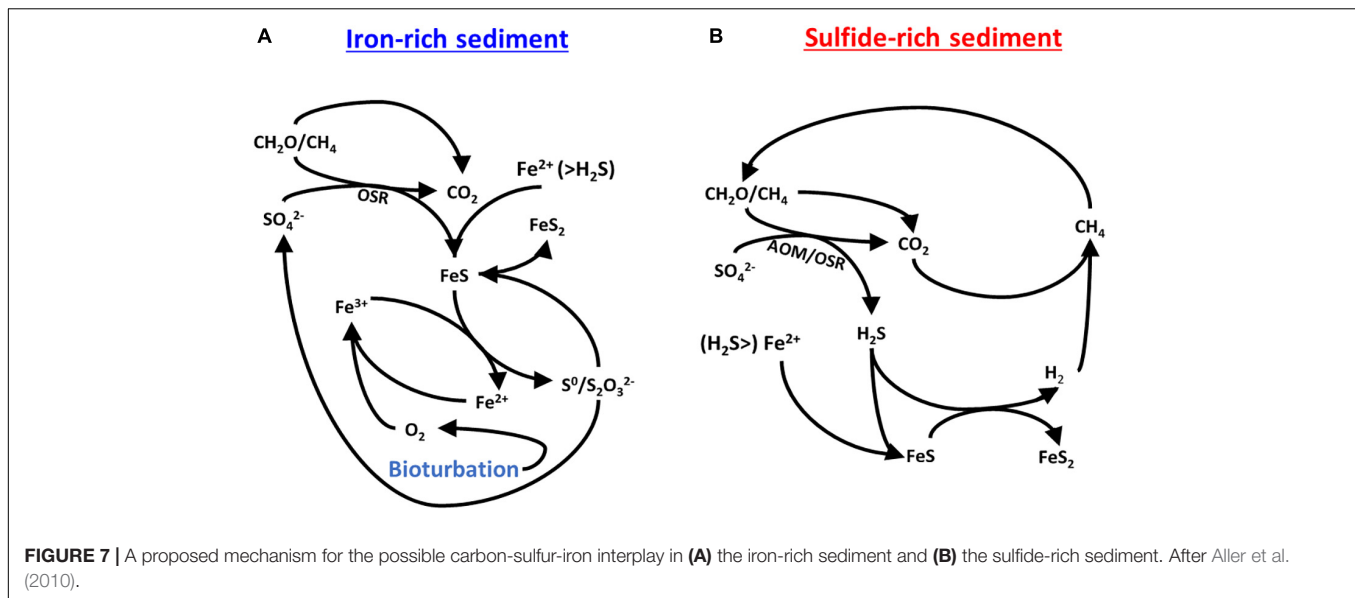 A
Iron-rich sediment
CH₂O/CH₄
OSR
CO₂
Fe²⁺ (>H₂S)
SO₄²⁻
FeS₂
FeS
Fe³⁺
Fe²⁺
S⁰/S₂O₃²⁻
O₂
Bioturbation
B
Sulfide-rich sediment
CH₂O/CH₄
CH₄
CO₂
AOM/OSR
SO₄²⁻
(H₂S>) Fe²⁺
H₂S
H₂
FeS
FeS₂
FIGURE 7 | A proposed mechanism for the possible carbon-sulfur-iron interplay in (A) the iron-rich sediment and (B) the sulfide-rich sediment. After Aller et al.
(2010).